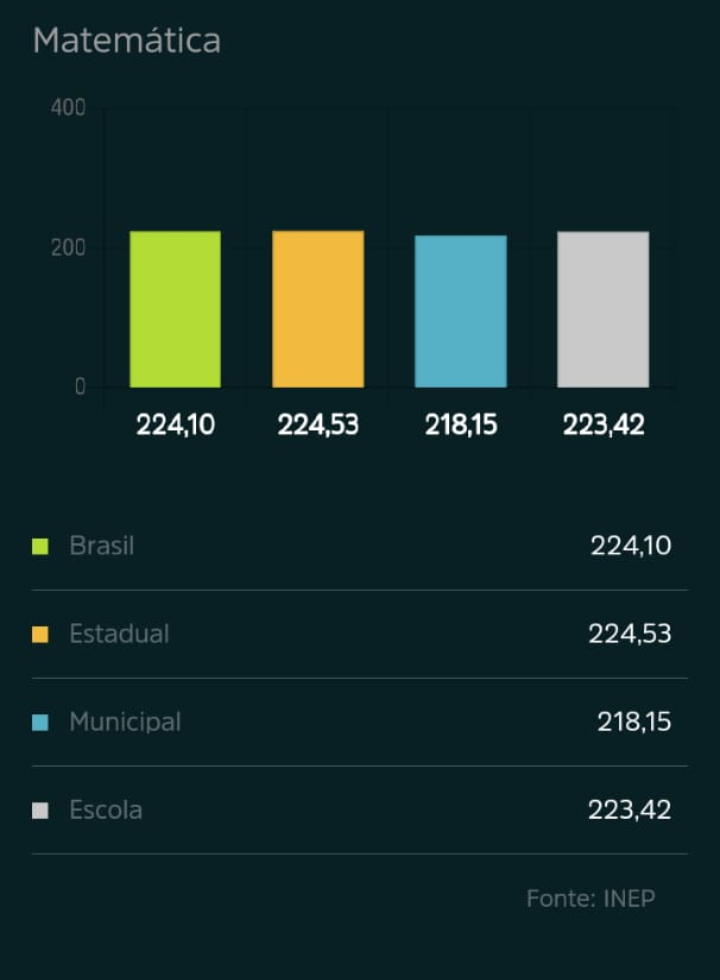 Matemática
400
200
0
224,10 224,53 218,15 223,42
Brasil 224,10
Estadual 224,53
Municipal 218,15
Escola 223,42
Fonte: INEP